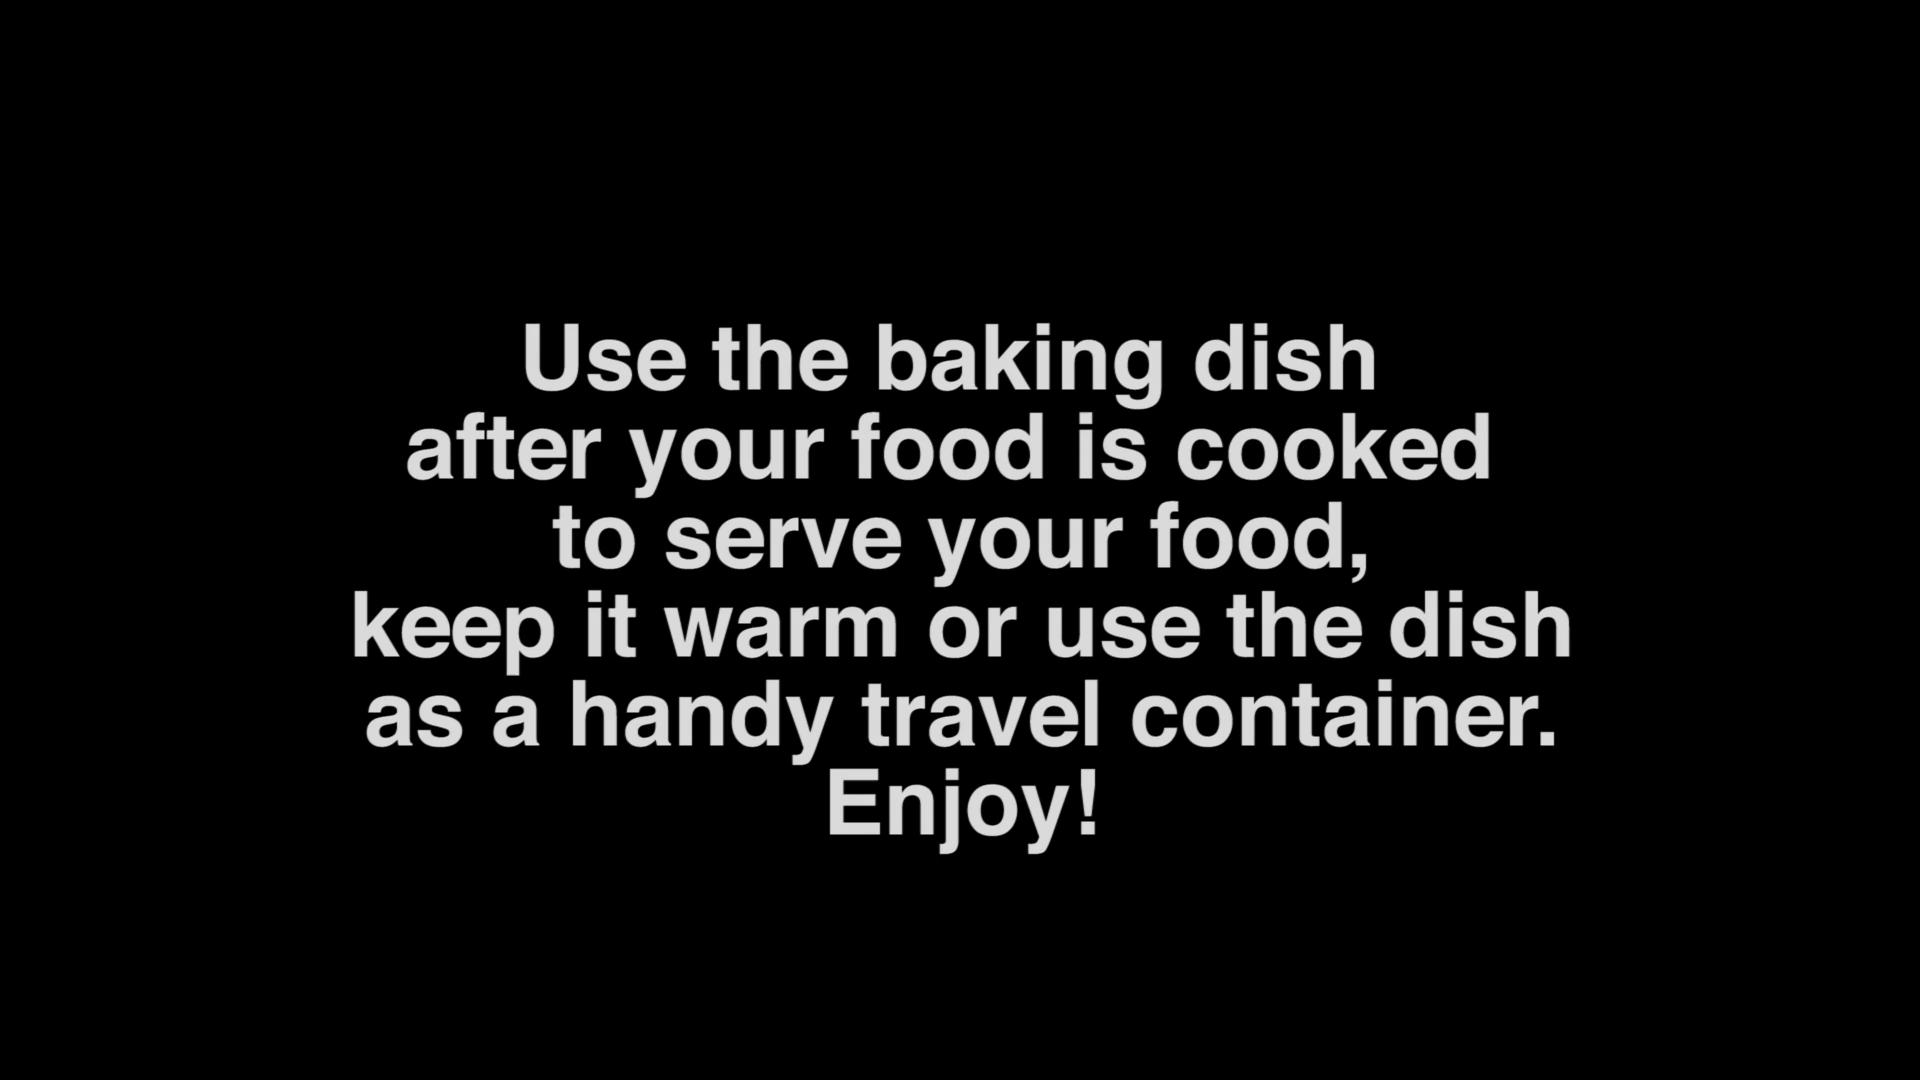 Use the baking dish
after your food is cooked
to serve your food,
keep it warm or use the dish
as a handy travel container.
Enjoy!